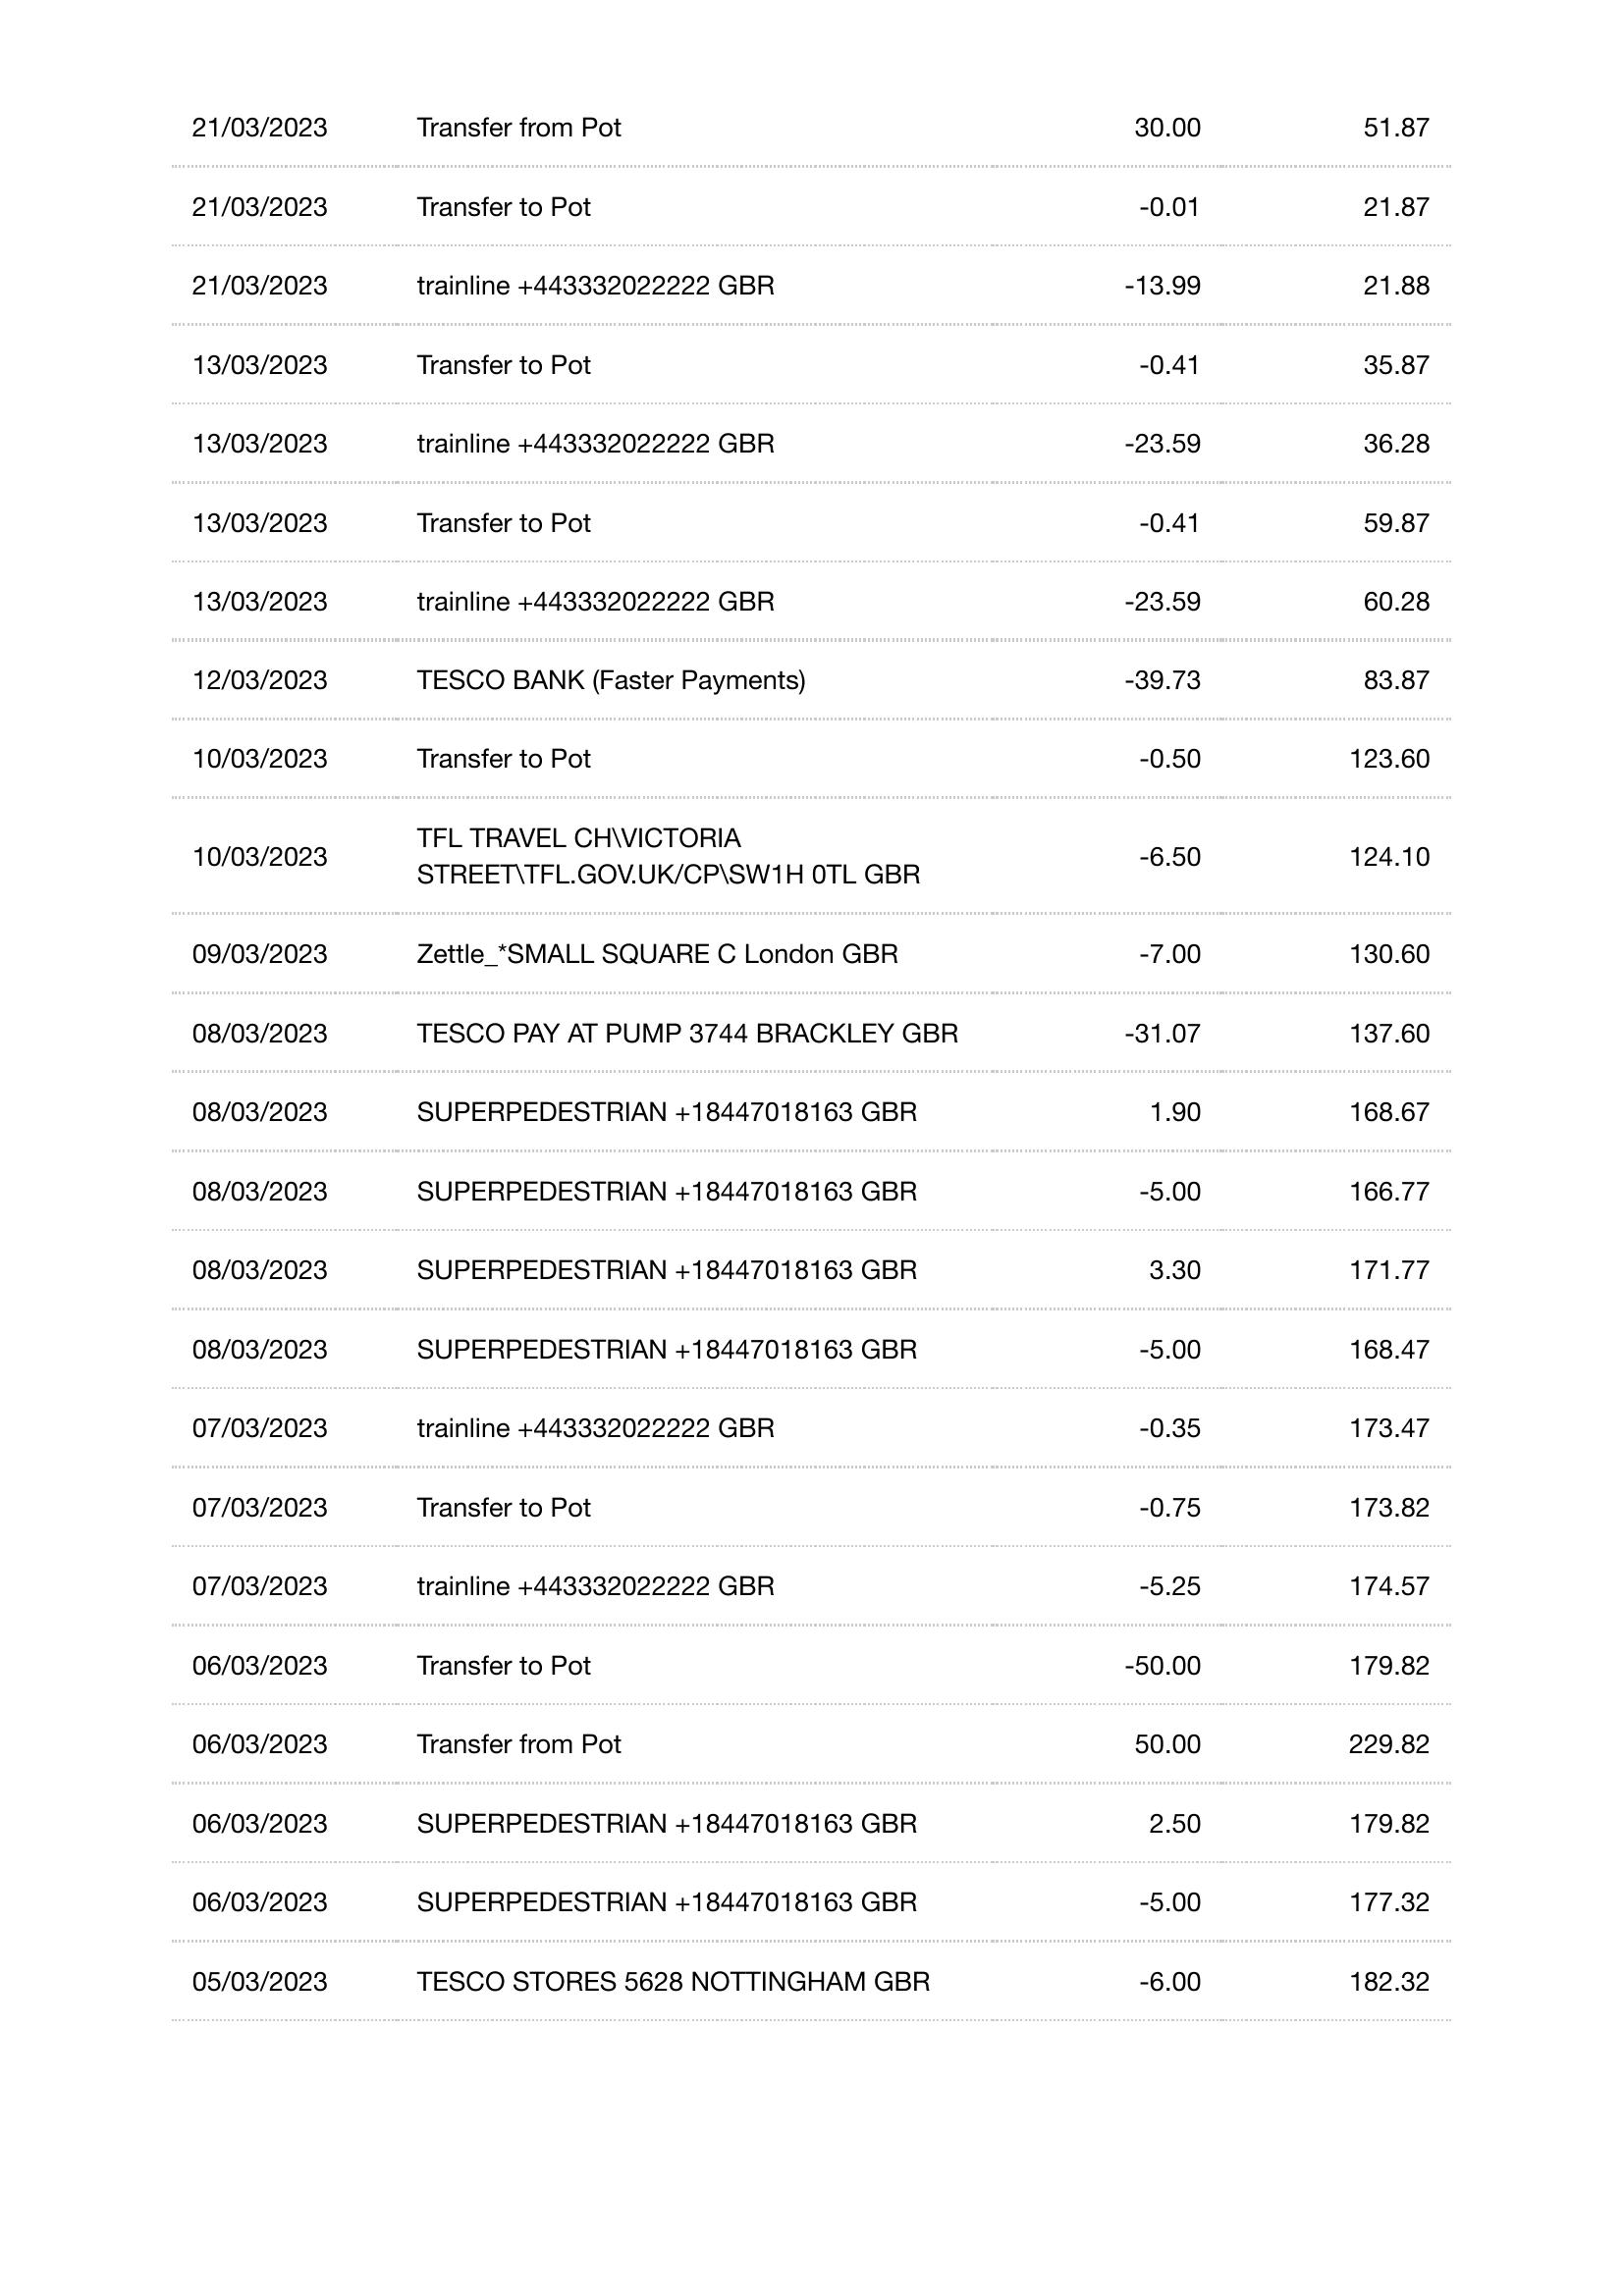 21/03/2023 Transfer from Pot 30.00 51.87
21/03/2023 Transfer to Pot -0.01 21.87
21/03/2023 trainline +443332022222 GBR -13.99 21.88
13/03/2023 Transfer to Pot -0.41 35.87
13/03/2023 trainline +443332022222 GBR -23.59 36.28
13/03/2023 Transfer to Pot -0.41 59.87
13/03/2023 trainline +443332022222 GBR -23.59 60.28
12/03/2023 TESCO BANK (Faster Payments) -39.73 83.87
10/03/2023 Transfer to Pot -0.50 123.60
TFL TRAVEL CH\VICTORIA
10/03/2023 STREET\TFL.GOV.UK/CP\SW1H 0TL GBR -6.50 124.10
09/03/2023 Zettle_*SMALL SQUARE C London GBR -7.00 130.60
08/03/2023 TESCO PAY AT PUMP 3744 BRACKLEY GBR -31.07 137.60
08/03/2023 SUPERPEDESTRIAN +18447018163 GBR 1.90 168.67
08/03/2023 SUPERPEDESTRIAN +18447018163 GBR -5.00 166.77
08/03/2023 SUPERPEDESTRIAN +18447018163 GBR 3.30 171.77
08/03/2023 SUPERPEDESTRIAN +18447018163 GBR -5.00 168.47
07/03/2023 trainline +443332022222 GBR -0.35 173.47
07/03/2023 Transfer to Pot -0.75 173.82
07/03/2023 trainline +443332022222 GBR -5.25 174.57
06/03/2023 Transfer to Pot -50.00 179.82
06/03/2023 Transfer from Pot 50.00 229.82
06/03/2023 SUPERPEDESTRIAN +18447018163 GBR 2.50 179.82
06/03/2023 SUPERPEDESTRIAN +18447018163 GBR -5.00 177.32
05/03/2023 TESCO STORES 5628 NOTTINGHAM GBR -6.00 182.32